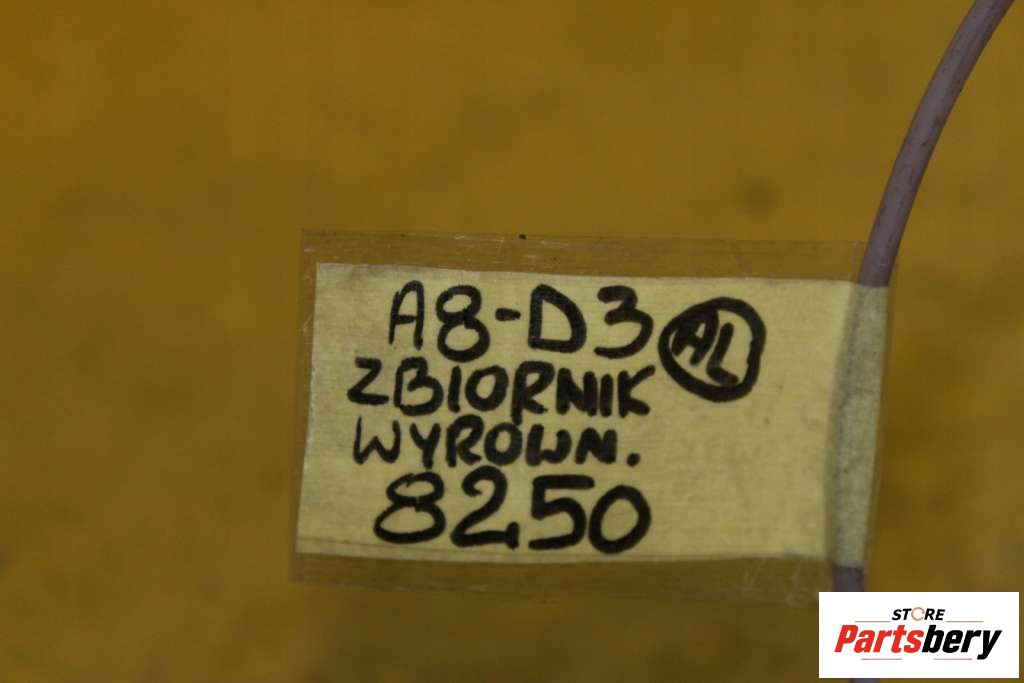 A8-D3 AL
ZBIORNIK
WYROWN.
8250
STORE
Partsbery